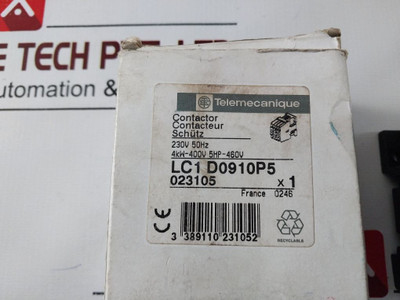 E TECH PVT L
utomation &
Telemecanique
Contactor
Contacteur
Schütz
230V 50Hz
4kW-400V 5HP-460V
LC1 D0910P5
023105 x 1
France 0246
CE
3 389110 231052
RECYCLABLE